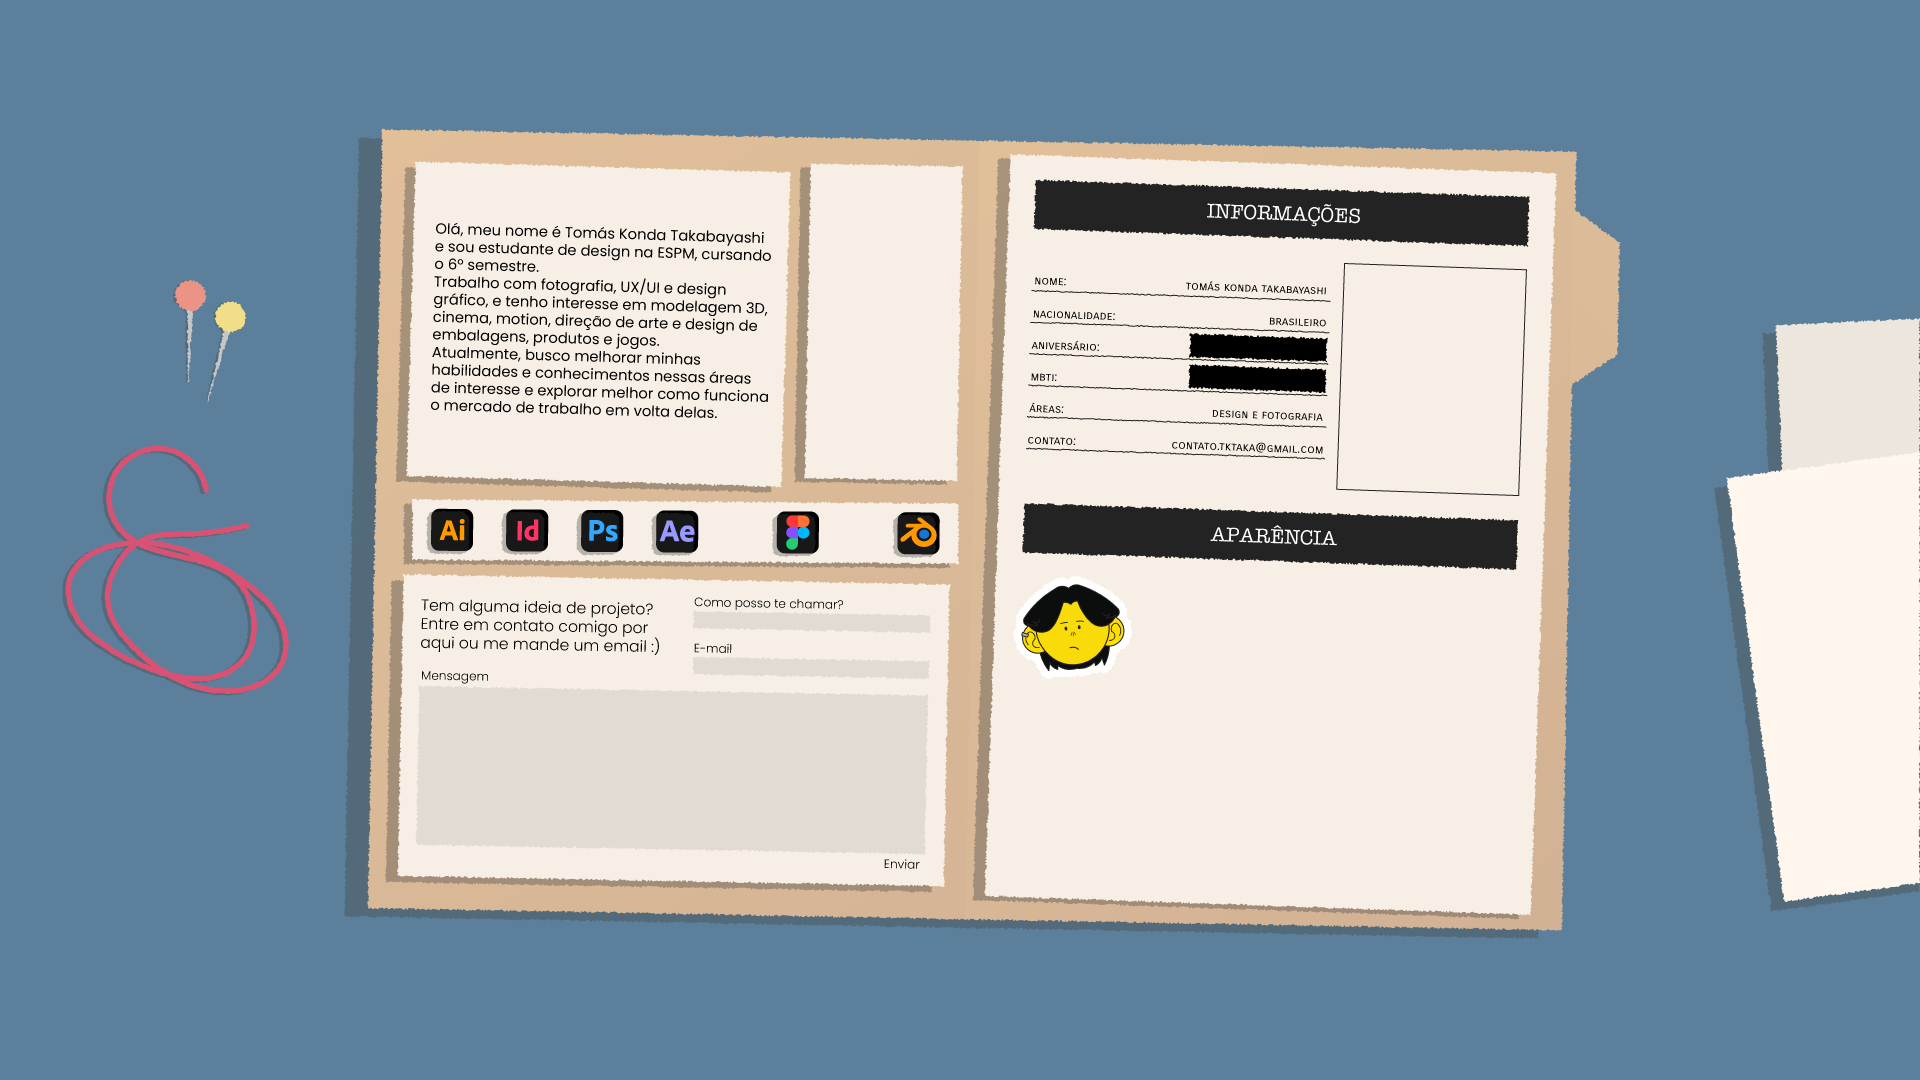 Olá, meu nome é Tomás Konda Takabayashi
e sou estudante de design na ESPM, cursando
o 6º semestre.
Trabalho com fotografia, UX/UI e design
gráfico, e tenho interesse em modelagem 3D,
cinema, motion, direção de arte e design de
embalagens, produtos e jogos.
Atualmente, busco melhorar minhas
habilidades e conhecimentos nessas áreas
de interesse e explorar melhor como funciona
o mercado de trabalho em volta delas.
Ai Id Ps Ae
Tem alguma ideia de projeto?
Entre em contato comigo por
aqui ou me mande um email :)
Como posso te chamar?
E-mail
Mensagem
Enviar
INFORMAÇÕES
NOME: TOMÁS KONDA TAKABAYASHI
NACIONALIDADE: BRASILEIRO
ANIVERSÁRIO:
MBTI:
ÁREAS: DESIGN E FOTOGRAFIA
CONTATO: CONTATO.TKTAKA@GMAIL.COM
APARÊNCIA